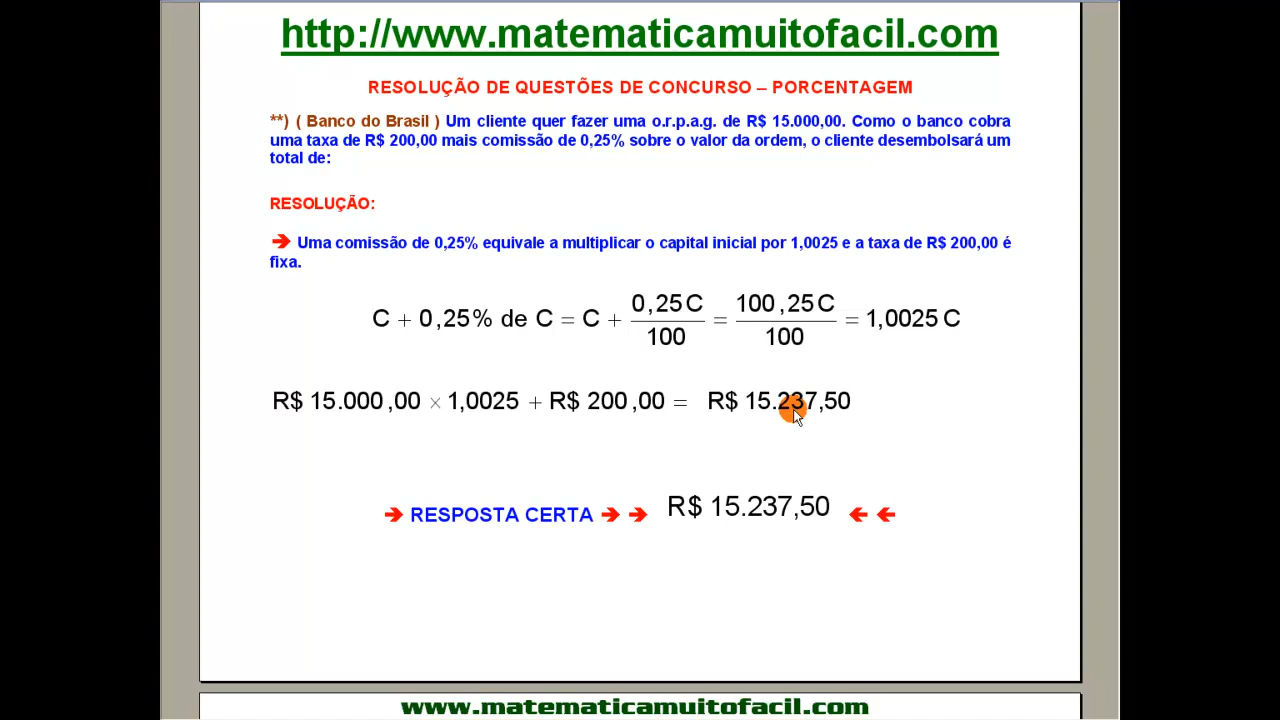 http://www.matematicamuitofacil.com
RESOLUÇÃO DE QUESTÕES DE CONCURSO – PORCENTAGEM
**) ( Banco do Brasil ) Um cliente quer fazer uma o.r.p.a.g. de R$ 15.000,00. Como o banco cobra
uma taxa de R$ 200,00 mais comissão de 0,25% sobre o valor da ordem, o cliente desembolsará um
total de:
RESOLUÇÃO:
➔ Uma comissão de 0,25% equivale a multiplicar o capital inicial por 1,0025 e a taxa de R$ 200,00 é
fixa.
C + 0,25% de C = C + 0,25C/100 = 100,25C/100 = 1,0025C
R$ 15.000,00 × 1,0025 + R$ 200,00 = R$ 15.237,50
➔ RESPOSTA CERTA ➔ ➔ R$ 15.237,50 ← ←
www.matematicamuitofacil.com